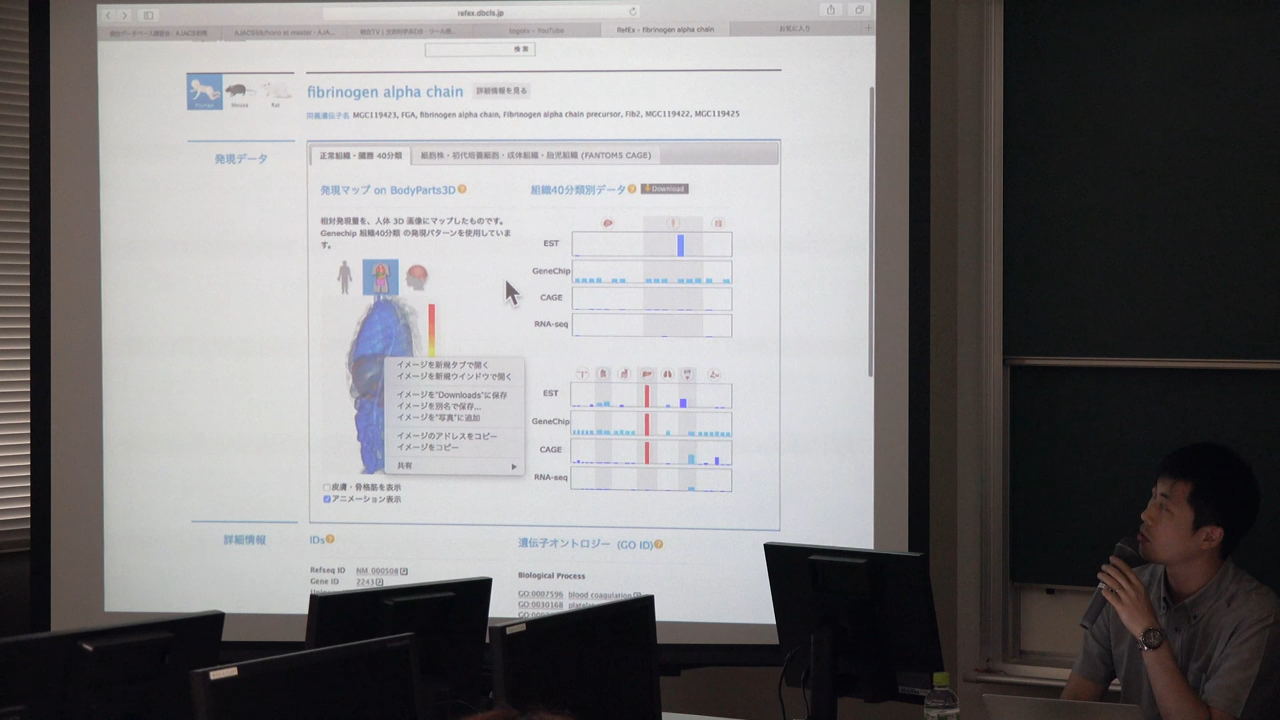 refex.dbcls.jp
YouTube
RefEx - fibrinogen alpha chain
お気に入り
検索
Human
Mouse
Rat
fibrinogen alpha chain
詳細情報を見る
同義遺伝子名 MGC119423, FGA, fibrinogen alpha chain, Fibrinogen alpha chain precursor, Fib2, MGC119422, MGC119425
発現データ
正常組織・臓器 40分類
細胞株・初代培養細胞・成体組織・胎児組織 (FANTOM5 CAGE)
発現マップ on BodyParts3D
相対発現量を、人体 3D 画像にマップしたものです。
Genechip 組織40分類 の発現パターンを使用していま
す。
イメージを新規タブで開く
イメージを新規ウインドウで開く
イメージを"Downloads"に保存
イメージを別名で保存...
イメージを"写真"に追加
イメージのアドレスをコピー
イメージをコピー
共有
皮膚・骨格筋を表示
アニメーション表示
組織40分類別データ
Download
EST
GeneChip
CAGE
RNA-seq
EST
GeneChip
CAGE
RNA-seq
詳細情報
IDs
Refseq ID NM_000508
Gene ID 2243
遺伝子オントロジー (GO ID)
Biological Process
GO:0007596 blood coagulation
GO:0030168